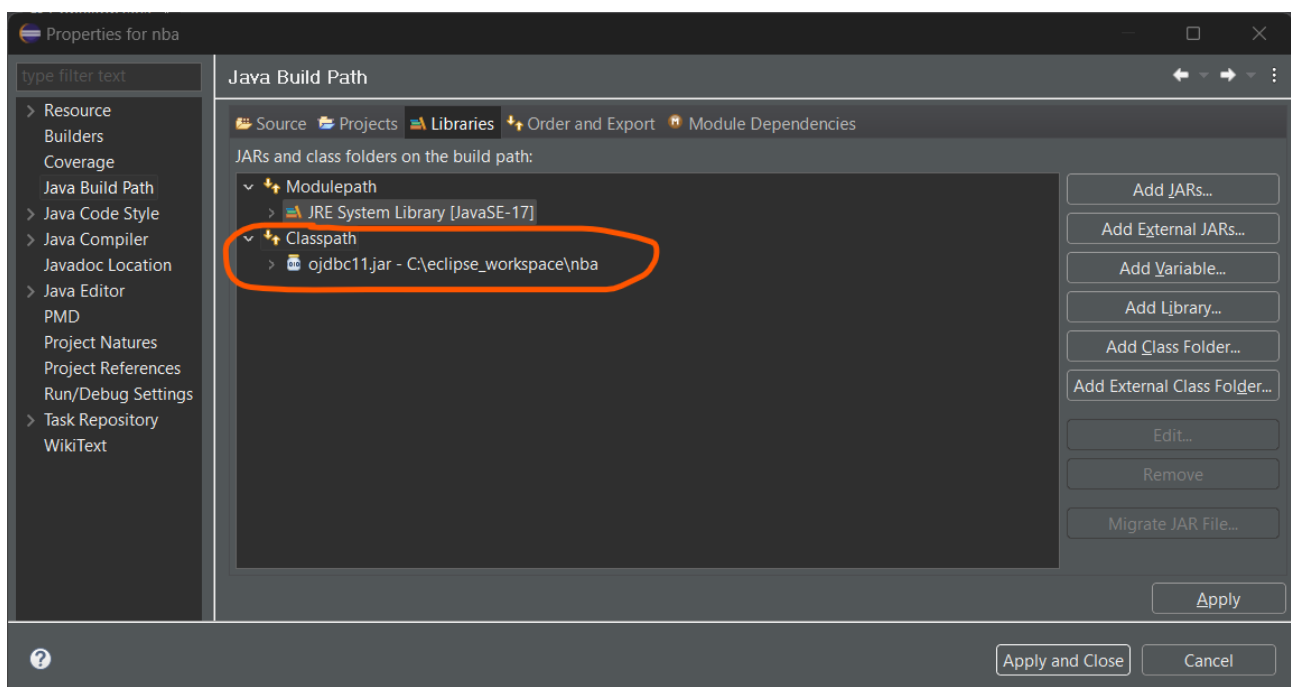 Properties for nba
type filter text
Resource
Builders
Coverage
Java Build Path
Java Code Style
Java Compiler
Javadoc Location
Java Editor
PMD
Project Natures
Project References
Run/Debug Settings
Task Repository
WikiText
Java Build Path
Source Projects Libraries Order and Export Module Dependencies
JARs and class folders on the build path:
Modulepath
JRE System Library [JavaSE-17]
Classpath
ojdbc11.jar - C:\eclipse_workspace\nba
Add JARs...
Add External JARs...
Add Variable...
Add Library...
Add Class Folder...
Add External Class Folder...
Edit...
Remove
Migrate JAR File...
Apply
Apply and Close
Cancel